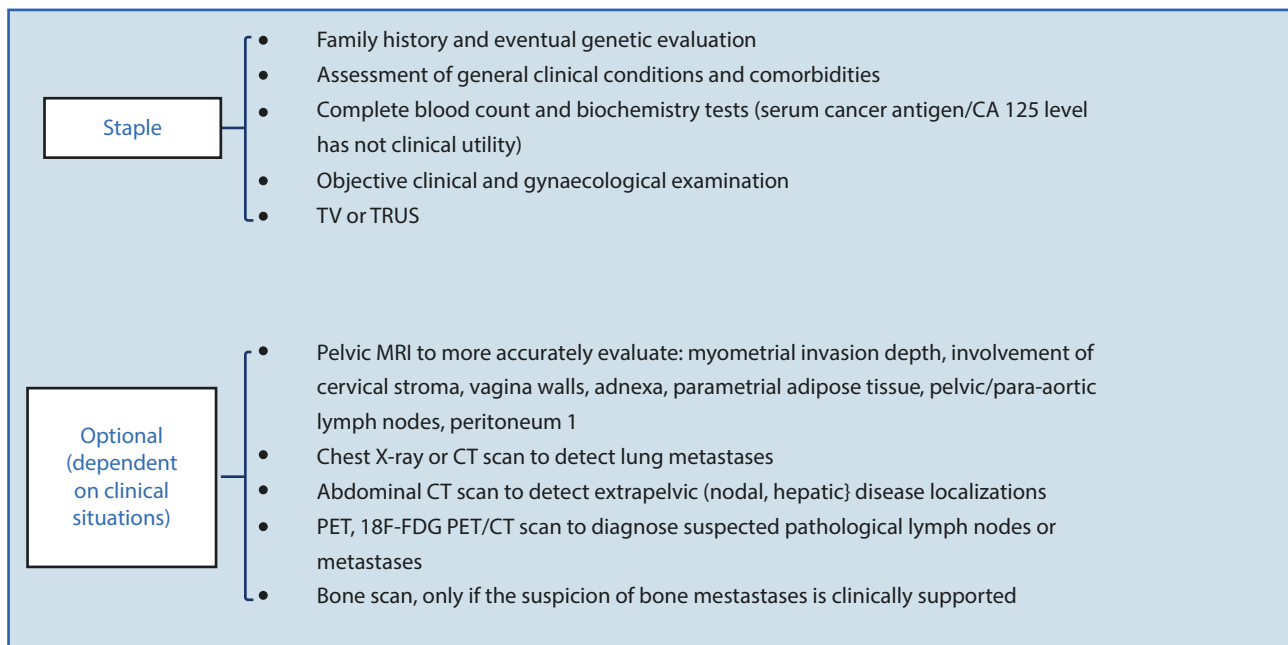 Staple
• Family history and eventual genetic evaluation
• Assessment of general clinical conditions and comorbidities
• Complete blood count and biochemistry tests (serum cancer antigen/CA 125 level
has not clinical utility)
• Objective clinical and gynaecological examination
• TV or TRUS
Optional
(dependent
on clinical
situations)
• Pelvic MRI to more accurately evaluate: myometrial invasion depth, involvement of
cervical stroma, vagina walls, adnexa, parametrial adipose tissue, pelvic/para-aortic
lymph nodes, peritoneum 1
• Chest X-ray or CT scan to detect lung metastases
• Abdominal CT scan to detect extrapelvic (nodal, hepatic} disease localizations
• PET, 18F-FDG PET/CT scan to diagnose suspected pathological lymph nodes or
metastases
• Bone scan, only if the suspicion of bone mestastases is clinically supported